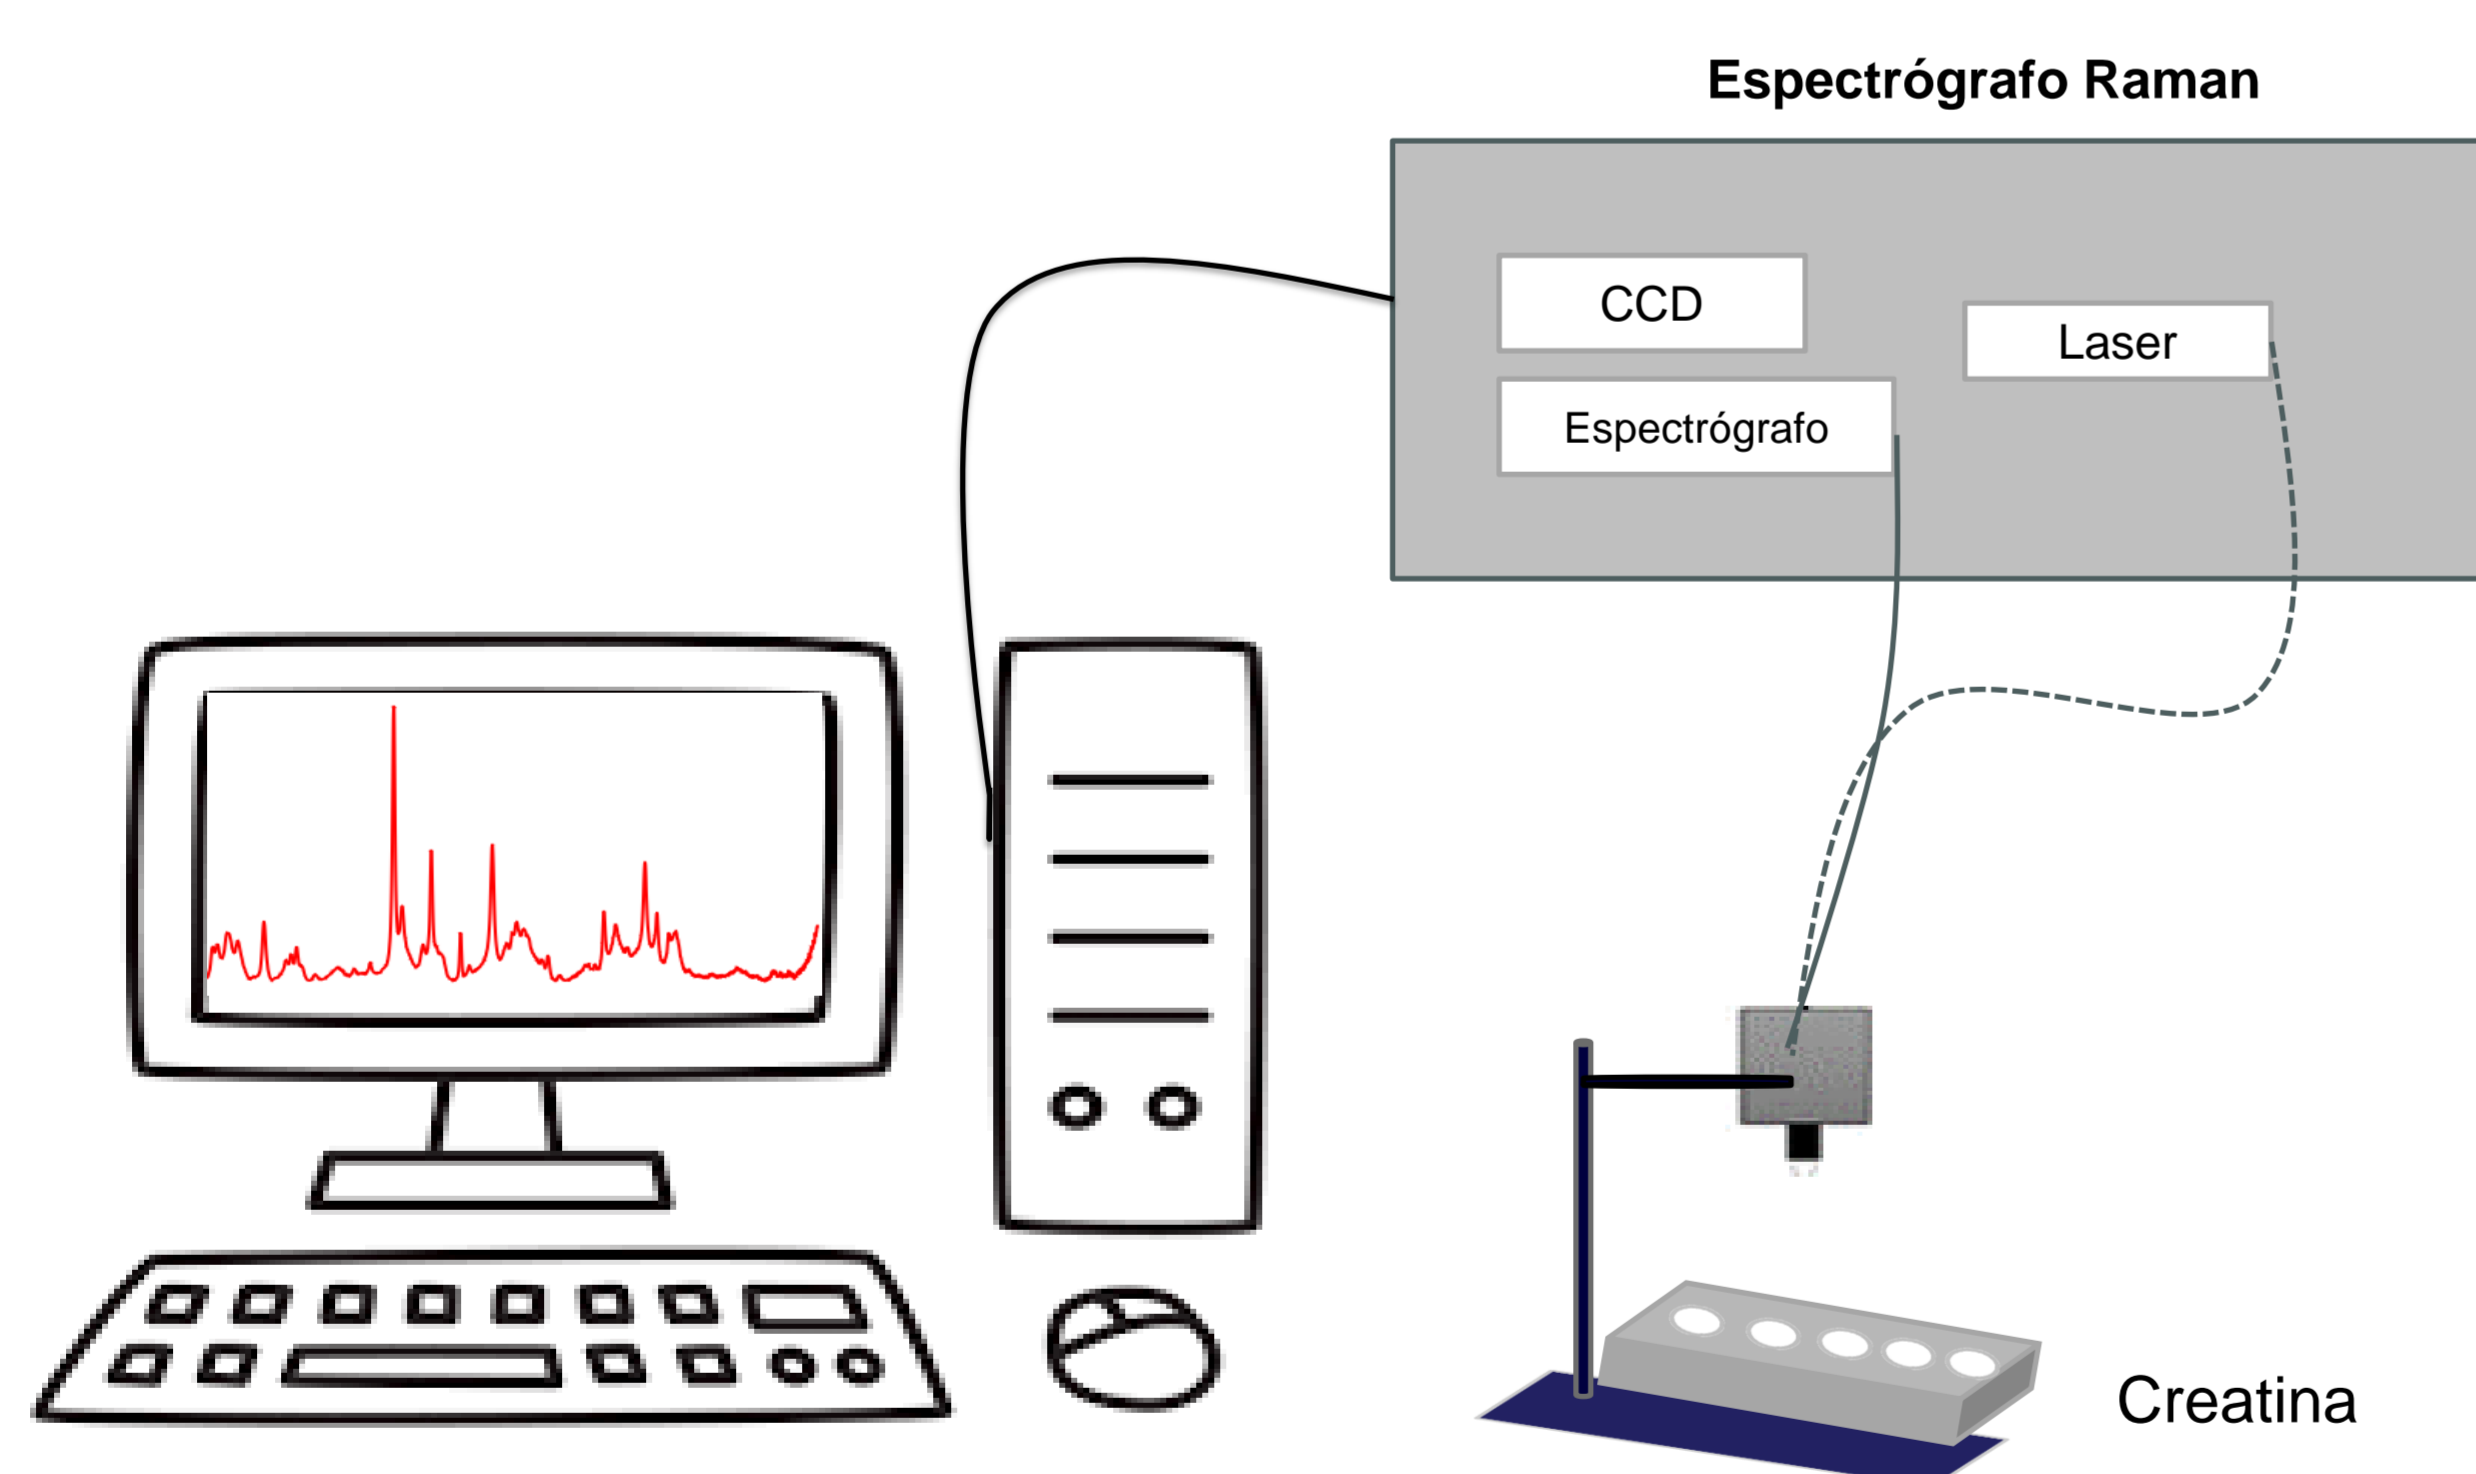 Espectrógrafo Raman
CCD
Laser
Espectrógrafo
Creatina